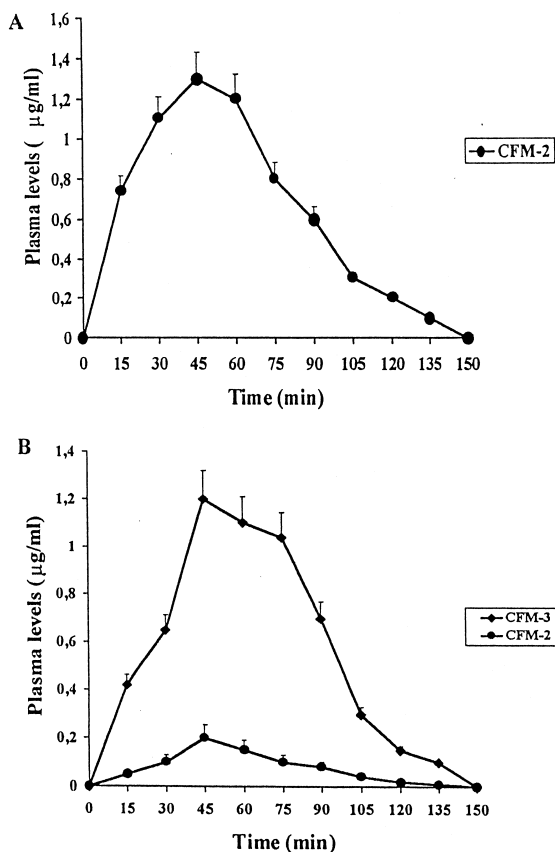 A
Plasma levels ( μg/ml)
1,6
1,4
1,2
1
0,8
0,6
0,4
0,2
0
0 15 30 45 60 75 90 105 120 135 150
Time (min)
CFM-2
B
Plasma levels (μg/ml)
1,4
1,2
1
0,8
0,6
0,4
0,2
0
0 15 30 45 60 75 90 105 120 135 150
Time (min)
CFM-3
CFM-2